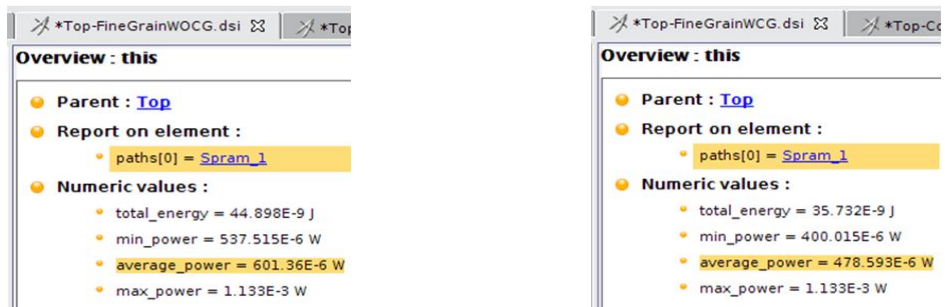 *Top-FineGrainWOCG.dsi
*Top
Overview : this
Parent : Top
Report on element :
paths[0] = Spram_1
Numeric values :
total_energy = 44.898E-9 J
min_power = 537.515E-6 W
average_power = 601.36E-6 W
max_power = 1.133E-3 W
*Top-FineGrainWCG.dsi
*Top-Co
Overview : this
Parent : Top
Report on element :
paths[0] = Spram_1
Numeric values :
total_energy = 35.732E-9 J
min_power = 400.015E-6 W
average_power = 478.593E-6 W
max_power = 1.133E-3 W